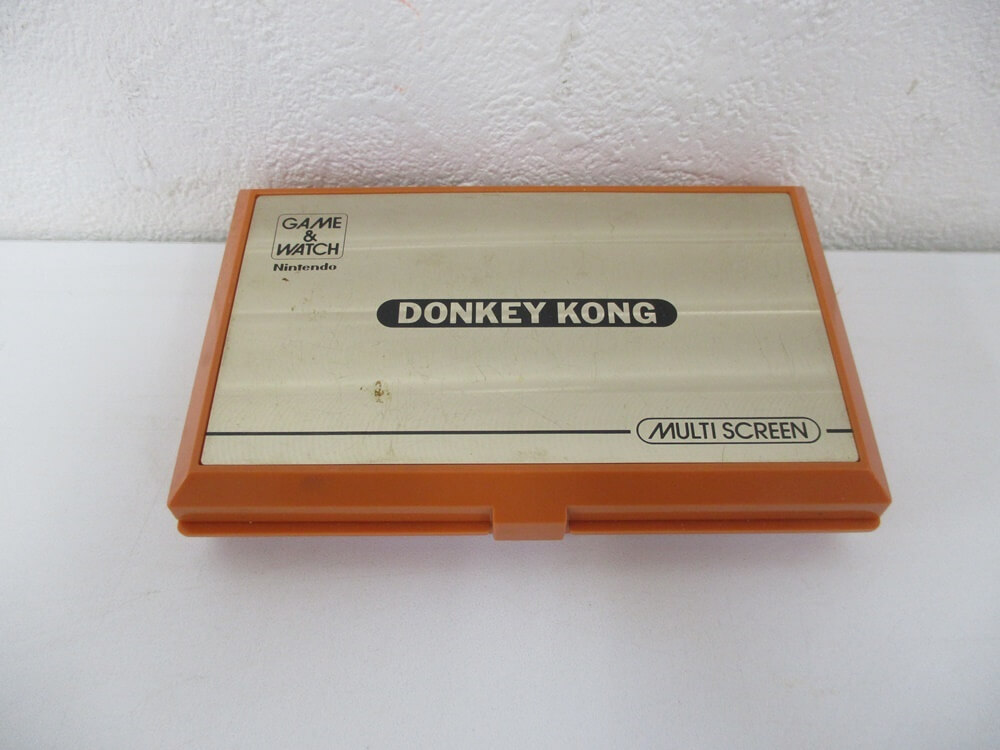 GAME
&
WATCH
Nintendo
DONKEY KONG
MULTI SCREEN